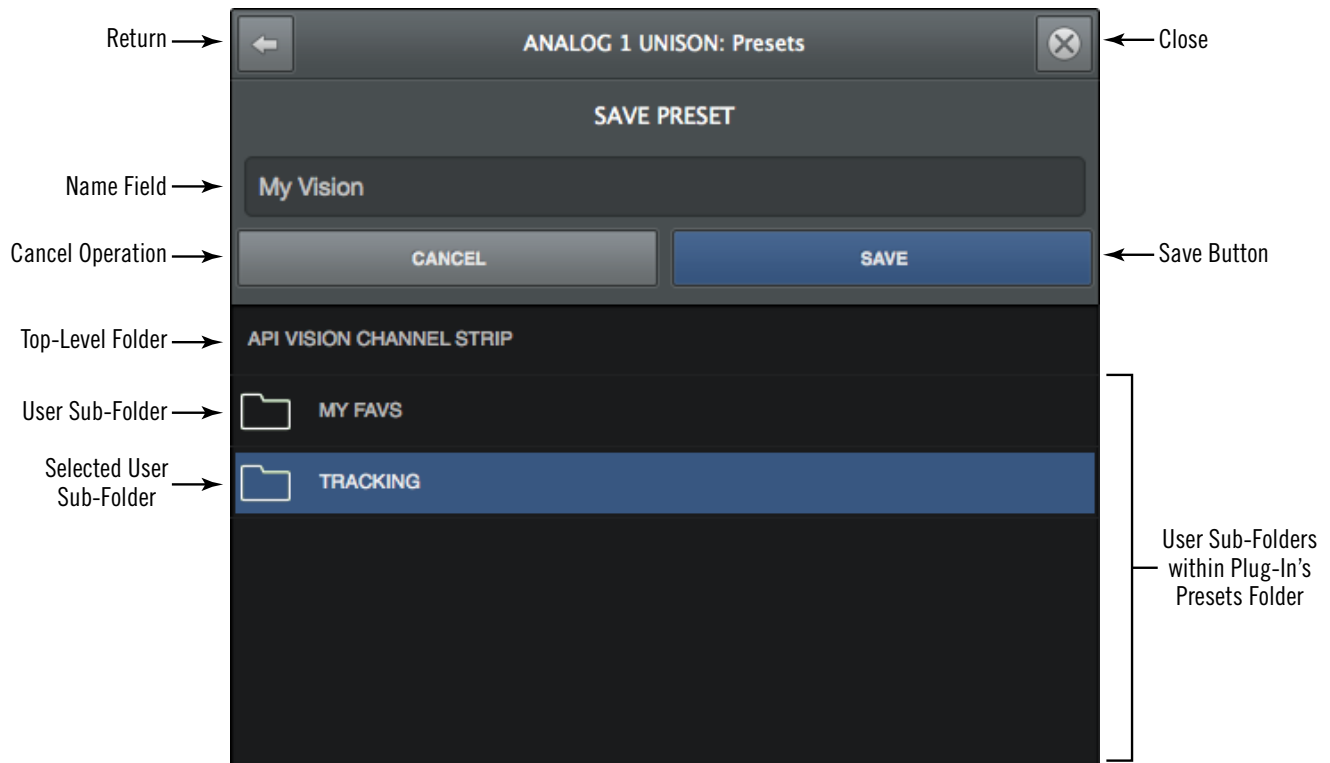 Return
ANALOG 1 UNISON: Presets
Close
SAVE PRESET
Name Field
My Vision
Cancel Operation
CANCEL
SAVE
Save Button
Top-Level Folder
API VISION CHANNEL STRIP
User Sub-Folder
MY FAVS
Selected User
Sub-Folder
TRACKING
User Sub-Folders
within Plug-In's
Presets Folder